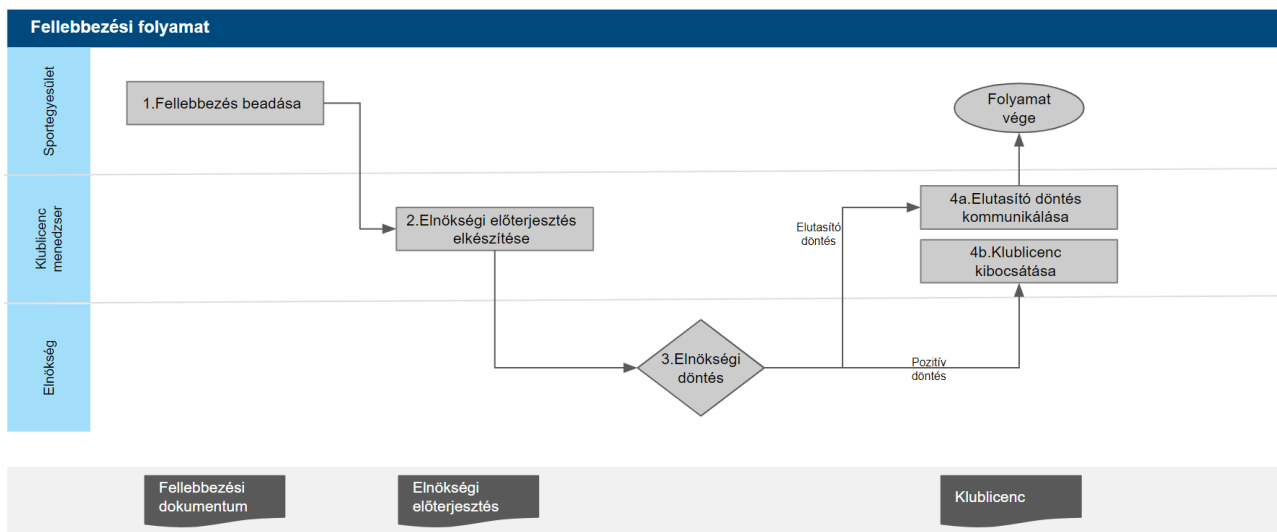 Fellebbezési folyamat
Sportegyesület
1.Fellebbezés beadása
Folyamat
vége
Klublicenc
menedzser
2.Elnökségi előterjesztés
elkészítése
Elutasító
döntés
4a.Elutasító döntés
kommunikálása
4b.Klublicenc
kibocsátása
Elnökség
3.Elnökségi
döntés
Pozitív
döntés
Fellebbezési
dokumentum
Elnökségi
előterjesztés
Klublicenc